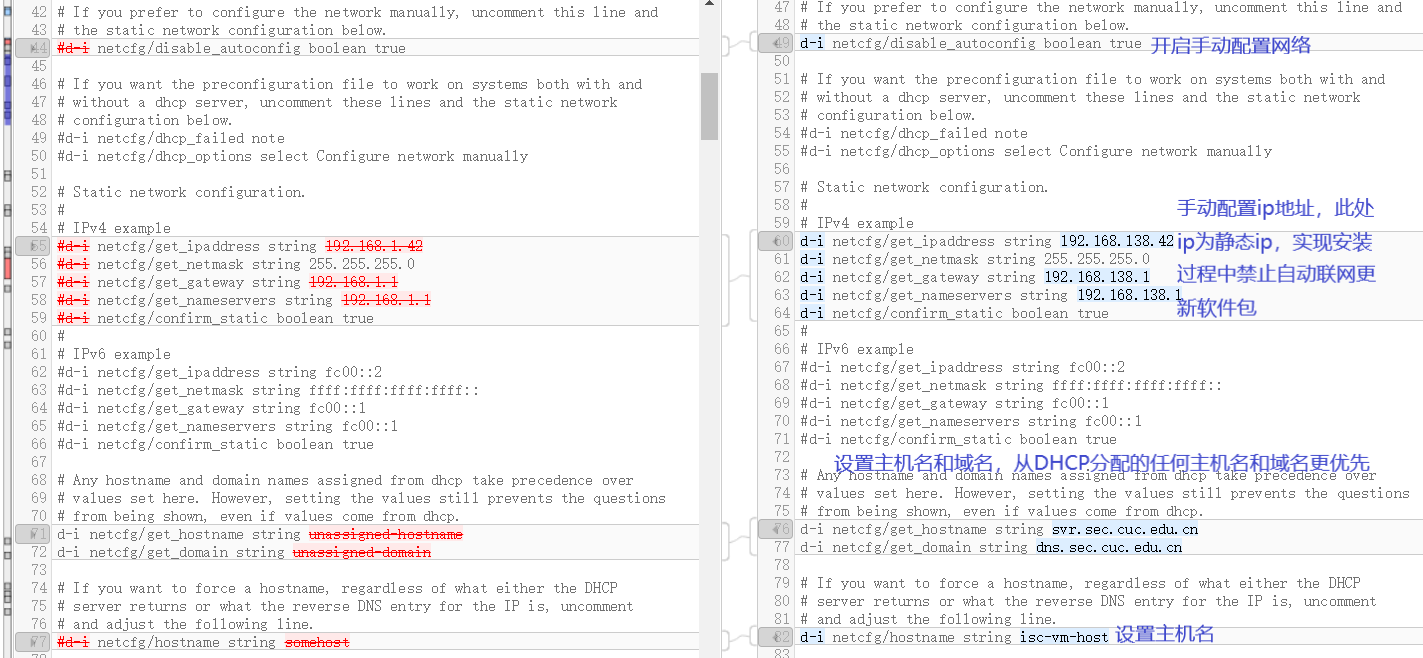 42 # If you prefer to configure the network manually, uncomment this line and
43 # the static network configuration below.
44 #d-i netcfg/disable_autoconfig boolean true
45
46 # If you want the preconfiguration file to work on systems both with and
47 # without a dhcp server, uncomment these lines and the static network
48 # configuration below.
49 #d-i netcfg/dhcp_failed note
50 #d-i netcfg/dhcp_options select Configure network manually
51
52 # Static network configuration.
53 #
54 # IPv4 example
55 #d-i netcfg/get_ipaddress string 192.168.1.42
56 #d-i netcfg/get_netmask string 255.255.255.0
57 #d-i netcfg/get_gateway string 192.168.1.1
58 #d-i netcfg/get_nameservers string 192.168.1.1
59 #d-i netcfg/confirm_static boolean true
60 #
61 # IPv6 example
62 #d-i netcfg/get_ipaddress string fc00::2
63 #d-i netcfg/get_netmask string ffff:ffff:ffff:ffff::
64 #d-i netcfg/get_gateway string fc00::1
65 #d-i netcfg/get_nameservers string fc00::1
66 #d-i netcfg/confirm_static boolean true
67
68 # Any hostname and domain names assigned from dhcp take precedence over
69 # values set here. However, setting the values still prevents the questions
70 # from being shown, even if values come from dhcp.
71 d-i netcfg/get_hostname string unassigned-hostname
72 d-i netcfg/get_domain string unassigned-domain
73
74 # If you want to force a hostname, regardless of what either the DHCP
75 # server returns or what the reverse DNS entry for the IP is, uncomment
76 # and adjust the following line.
77 #d-i netcfg/hostname string somehost
47 # If you prefer to configure the network manually, uncomment this line and
48 # the static network configuration below.
49 d-i netcfg/disable_autoconfig boolean true 开启手动配置网络
50
51 # If you want the preconfiguration file to work on systems both with and
52 # without a dhcp server, uncomment these lines and the static network
53 # configuration below.
54 #d-i netcfg/dhcp_failed note
55 #d-i netcfg/dhcp_options select Configure network manually
56
57 # Static network configuration.
58 #
59 # IPv4 example
60 d-i netcfg/get_ipaddress string 192.168.138.42
61 d-i netcfg/get_netmask string 255.255.255.0
62 d-i netcfg/get_gateway string 192.168.138.1
63 d-i netcfg/get_nameservers string 192.168.138.1
64 d-i netcfg/confirm_static boolean true
手动配置ip地址，此处
ip为静态ip，实现安装
过程中禁止自动联网更
新软件包
65 #
66 # IPv6 example
67 #d-i netcfg/get_ipaddress string fc00::2
68 #d-i netcfg/get_netmask string ffff:ffff:ffff:ffff::
69 #d-i netcfg/get_gateway string fc00::1
70 #d-i netcfg/get_nameservers string fc00::1
71 #d-i netcfg/confirm_static boolean true
72
设置主机名和域名，从DHCP分配的任何主机名和域名更优先
73 # Any hostname and domain names assigned from dhcp take precedence over
74 # values set here. However, setting the values still prevents the questions
75 # from being shown, even if values come from dhcp.
76 d-i netcfg/get_hostname string svr.sec.cuc.edu.cn
77 d-i netcfg/get_domain string dns.sec.cuc.edu.cn
78
79 # If you want to force a hostname, regardless of what either the DHCP
80 # server returns or what the reverse DNS entry for the IP is, uncomment
81 # and adjust the following line.
82 d-i netcfg/hostname string isc-vm-host 设置主机名
83